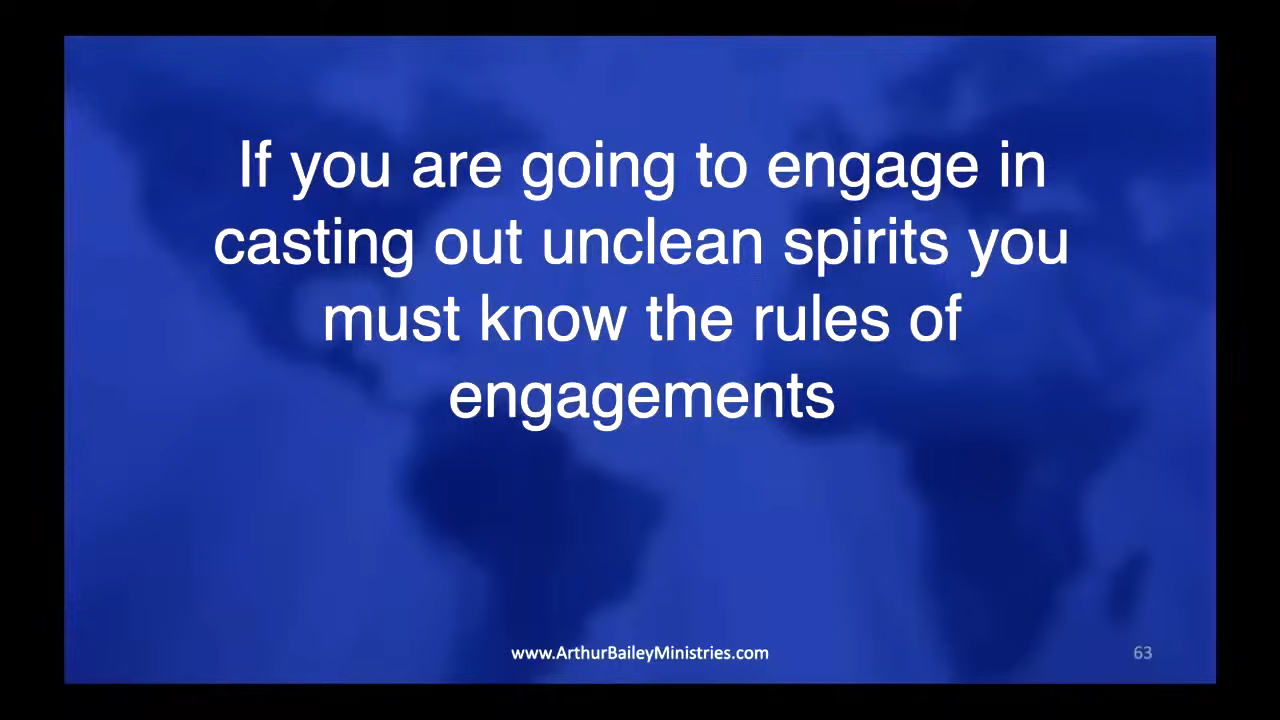 If you are going to engage in
casting out unclean spirits you
must know the rules of
engagements
www.ArthurBaileyMinistries.com
63